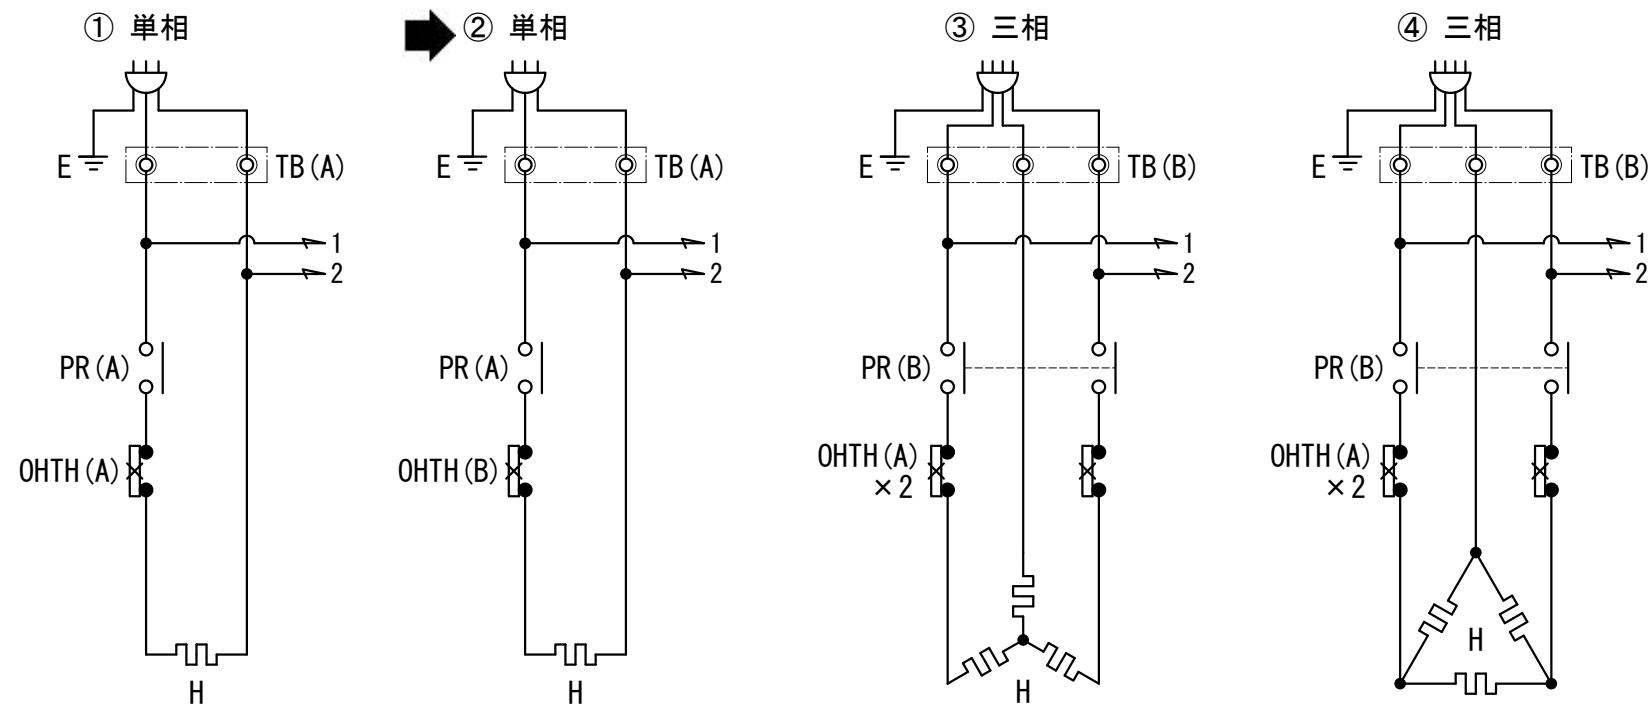 ① 単相
E
TB(A)
1
2
PR(A)
OHTH(A)
H
② 単相
E
TB(A)
1
2
PR(A)
OHTH(B)
H
③ 三相
E
TB(B)
1
2
PR(B)
OHTH(A)
×2
H
④ 三相
E
TB(B)
1
2
PR(B)
OHTH(A)
×2
H